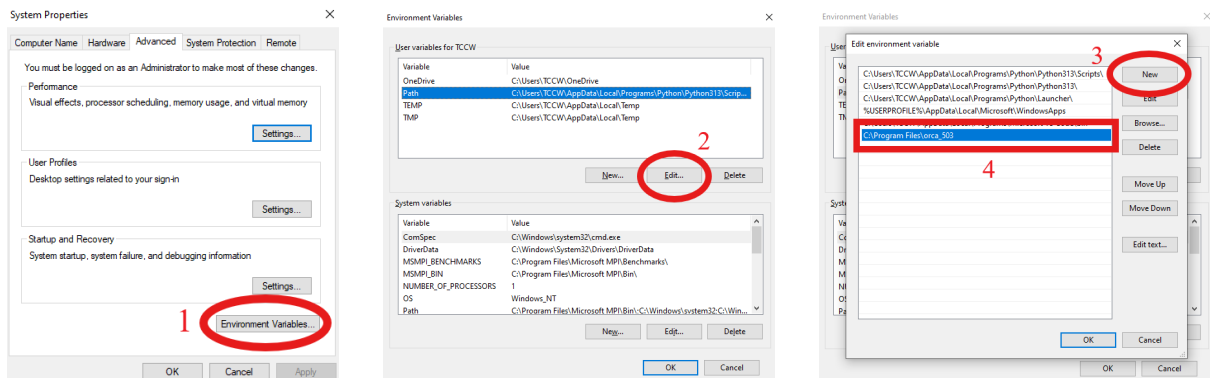 System Properties
Computer Name Hardware Advanced System Protection Remote
You must be logged on as an Administrator to make most of these changes.
Performance
Visual effects, processor scheduling, memory usage, and virtual memory
Settings...
User Profiles
Desktop settings related to your sign-in
Settings...
Startup and Recovery
System startup, system failure, and debugging information
Settings...
1
Environment Variables...
OK Cancel Apply
Environment Variables
User variables for TCCW
Variable Value
OneDrive C:\Users\TCCW\OneDrive
Path C:\Users\TCCW\AppData\Local\Programs\Python\Python313\Scrip...
TEMP C:\Users\TCCW\AppData\Local\Temp
TMP C:\Users\TCCW\AppData\Local\Temp
2
New... Edit... Delete
System variables
Variable Value
ComSpec C:\Windows\system32\cmd.exe
DriverData C:\Windows\System32\Drivers\DriverData
MSMPI_BENCHMARKS C:\Program Files\Microsoft MPI\Benchmarks\
MSMPI_BIN C:\Program Files\Microsoft MPI\Bin\
NUMBER_OF_PROCESSORS 1
OS Windows_NT
Path C:\Program Files\Microsoft MPI\Bin\;C:\Windows\system32;C:\Win...
New... Edit... Delete
OK Cancel
Environment Variables
Edit environment variable
3
C:\Users\TCCW\AppData\Local\Programs\Python\Python313\Scripts\
New
C:\Users\TCCW\AppData\Local\Programs\Python\Python313\
C:\Users\TCCW\AppData\Local\Programs\Python\Launcher\
Edit
%USERPROFILE%\AppData\Local\Microsoft\WindowsApps
Browse...
C:\Program Files\orca_503
Delete
4
Move Up
Move Down
Edit text...
OK Cancel
OK Cancel